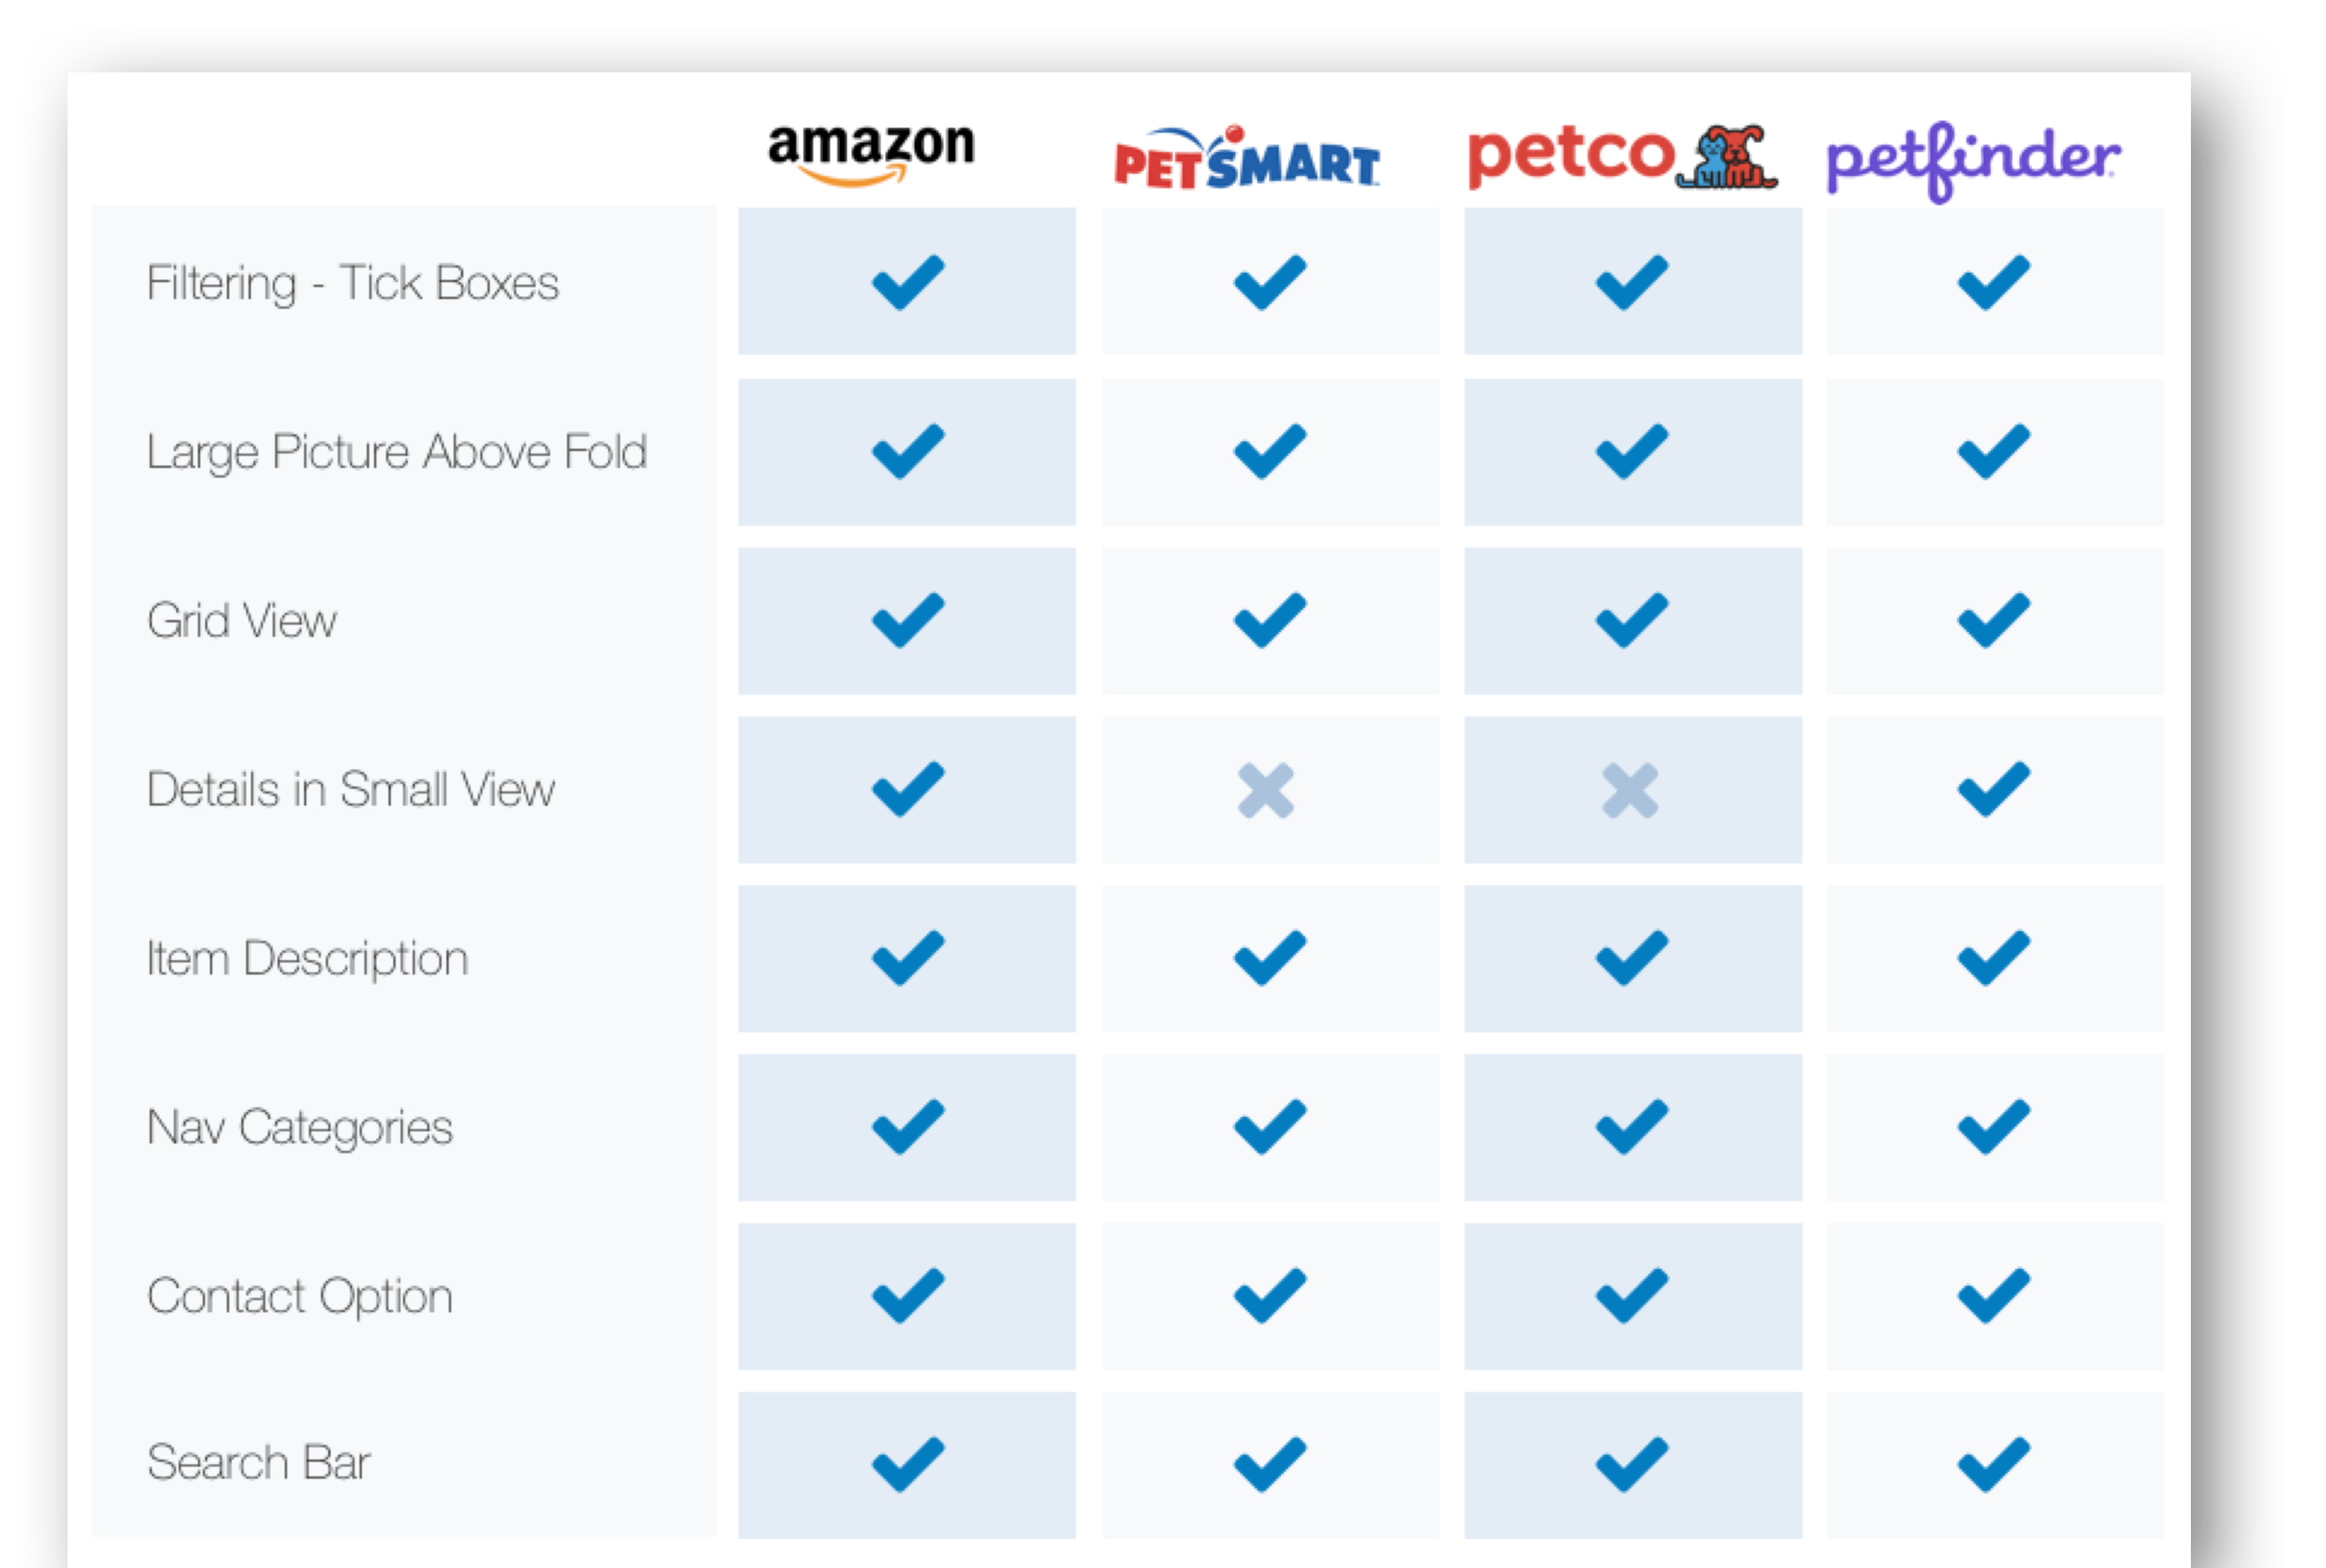 amazon PETSMART petco petfinder
Filtering - Tick Boxes
Large Picture Above Fold
Grid View
Details in Small View
Item Description
Nav Categories
Contact Option
Search Bar